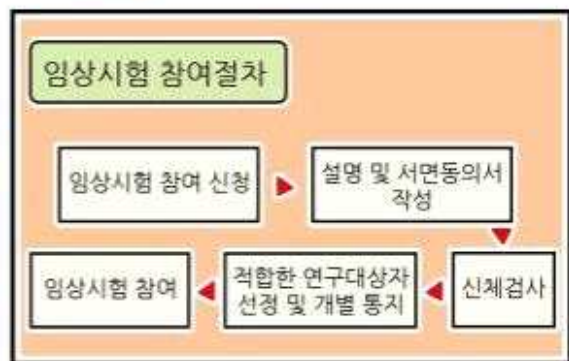 임상시험 참여절차
임상시험 참여 신청
설명 및 서면동의서
작성
신체검사
적합한 연구대상자
선정 및 개별 통지
임상시험 참여